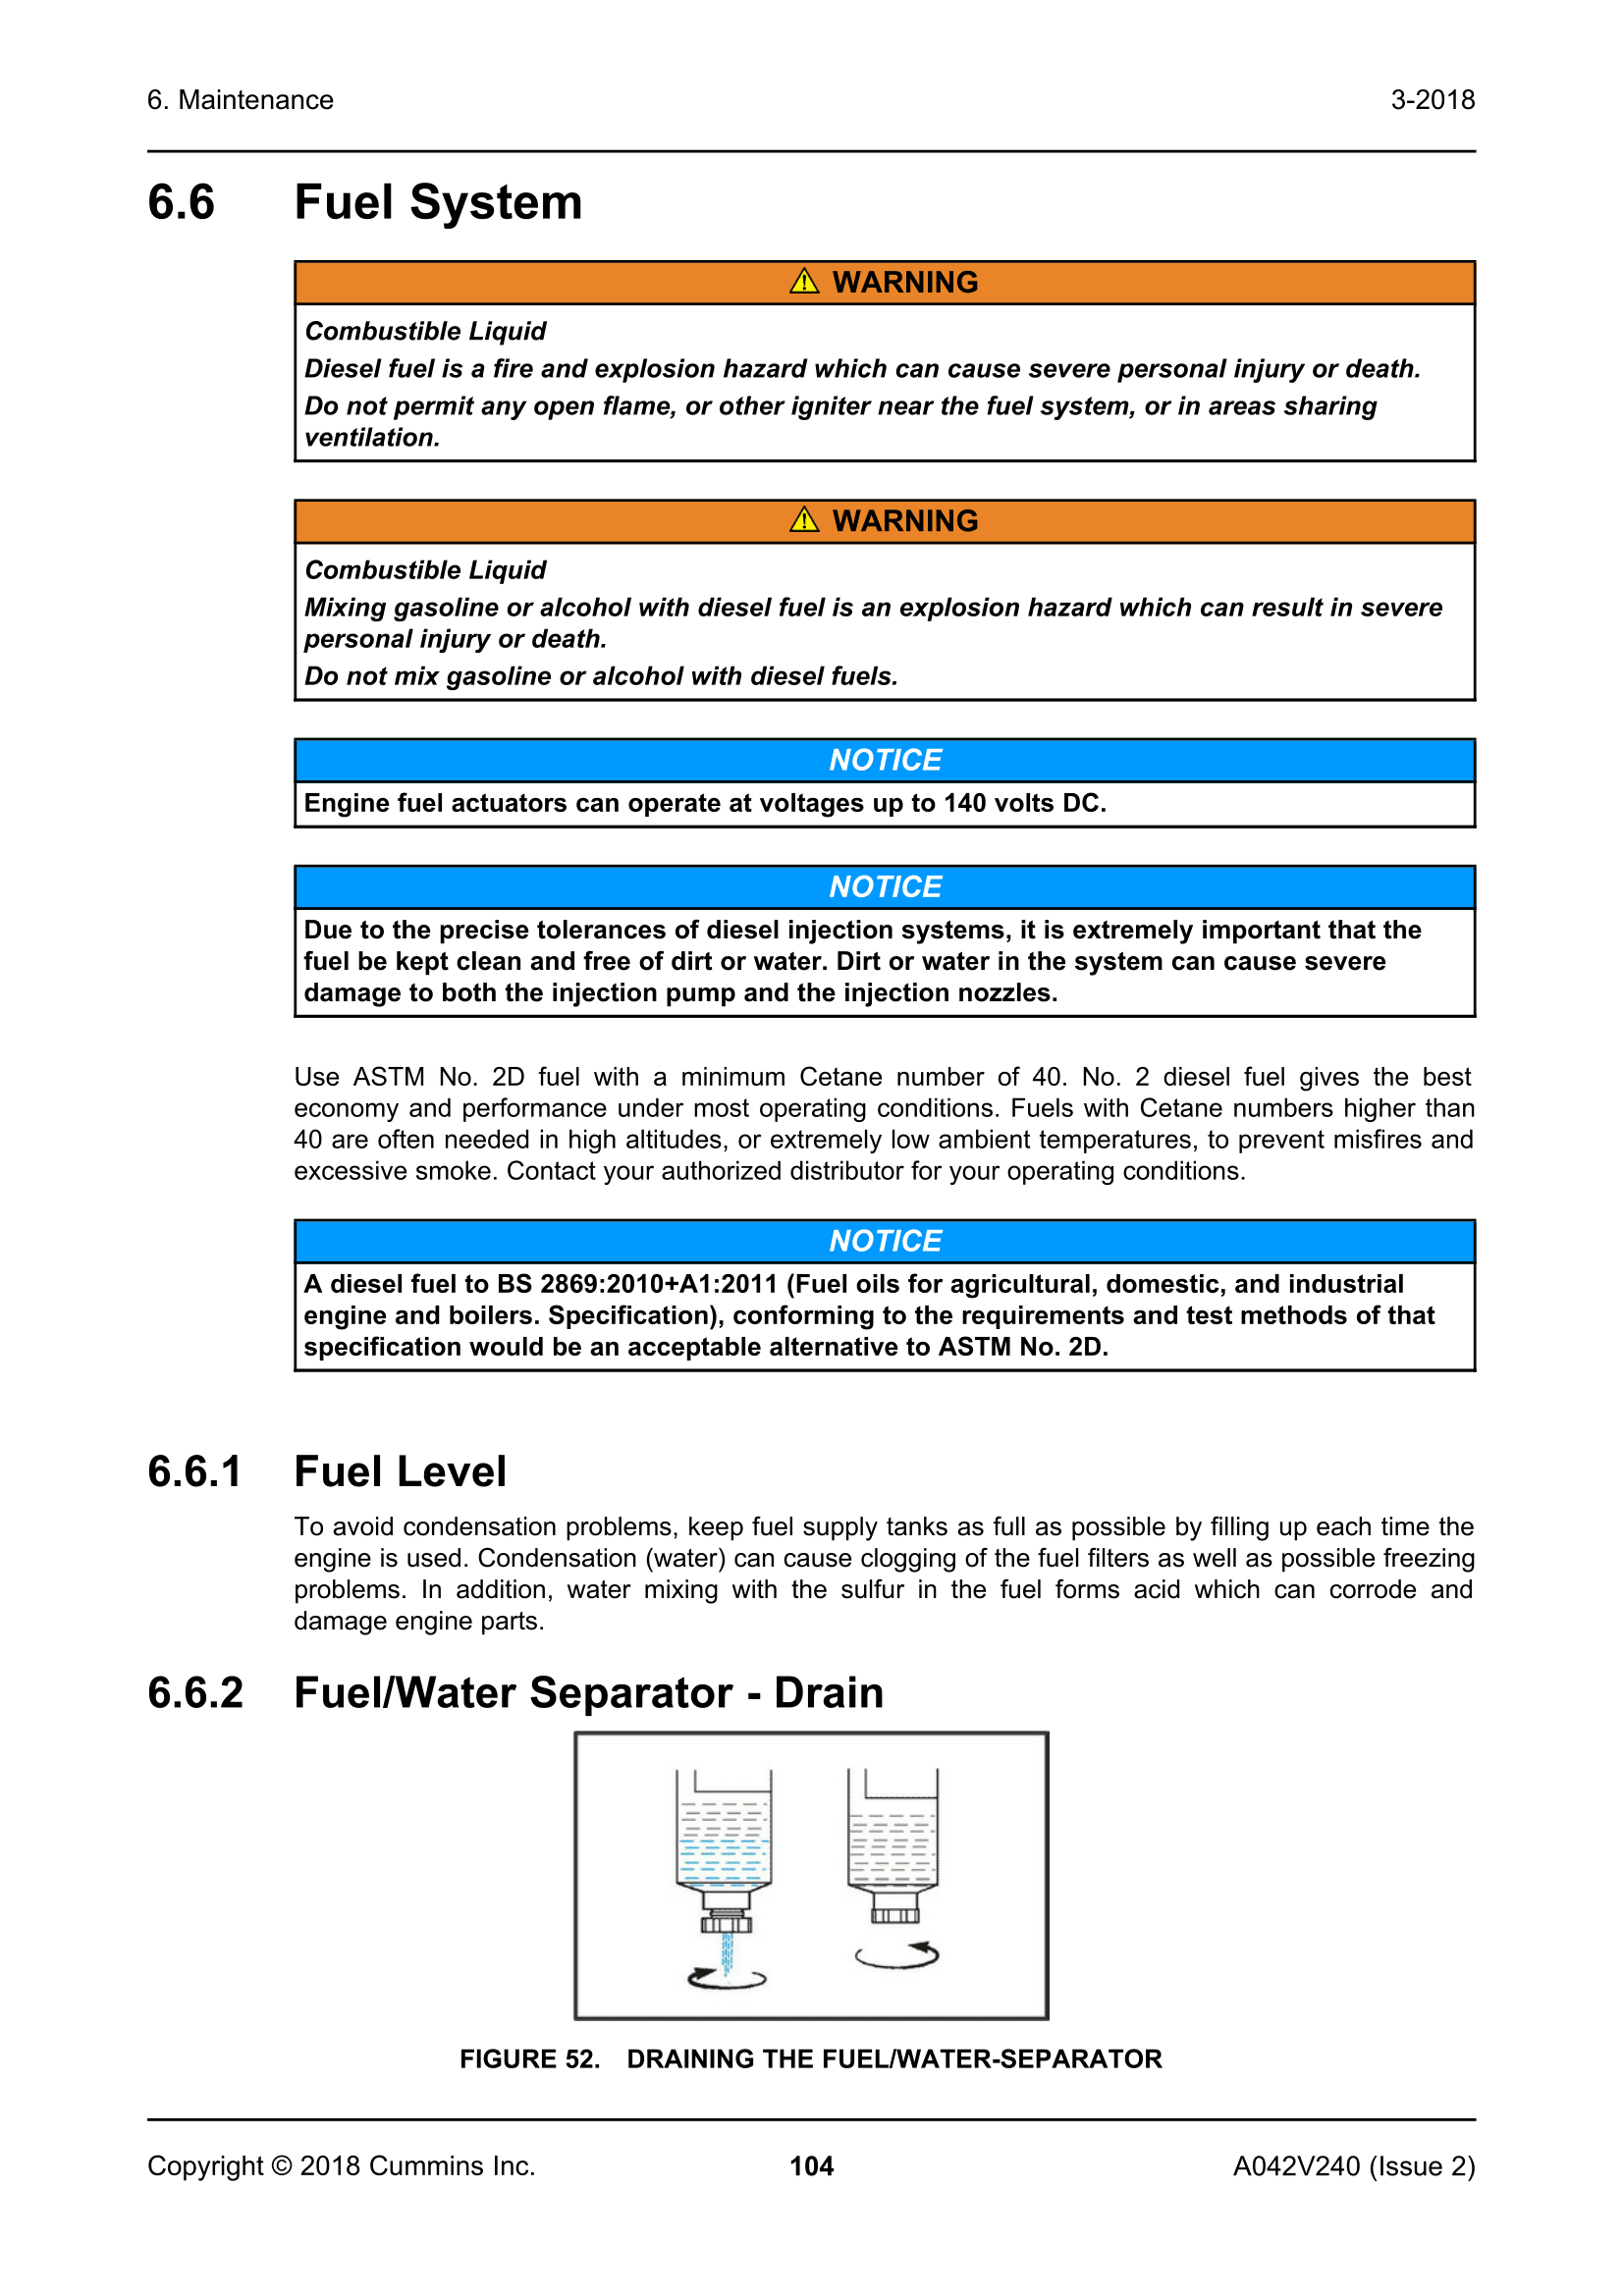 6. Maintenance
3-2018
6.6 Fuel System
WARNING
Combustible Liquid
Diesel fuel is a fire and explosion hazard which can cause severe personal injury or death.
Do not permit any open flame, or other igniter near the fuel system, or in areas sharing
ventilation.
WARNING
Combustible Liquid
Mixing gasoline or alcohol with diesel fuel is an explosion hazard which can result in severe
personal injury or death.
Do not mix gasoline or alcohol with diesel fuels.
NOTICE
Engine fuel actuators can operate at voltages up to 140 volts DC.
NOTICE
Due to the precise tolerances of diesel injection systems, it is extremely important that the
fuel be kept clean and free of dirt or water. Dirt or water in the system can cause severe
damage to both the injection pump and the injection nozzles.
Use ASTM No. 2D fuel with a minimum Cetane number of 40. No. 2 diesel fuel gives the best
economy and performance under most operating conditions. Fuels with Cetane numbers higher than
40 are often needed in high altitudes, or extremely low ambient temperatures, to prevent misfires and
excessive smoke. Contact your authorized distributor for your operating conditions.
NOTICE
A diesel fuel to BS 2869:2010+A1:2011 (Fuel oils for agricultural, domestic, and industrial
engine and boilers. Specification), conforming to the requirements and test methods of that
specification would be an acceptable alternative to ASTM No. 2D.
6.6.1 Fuel Level
To avoid condensation problems, keep fuel supply tanks as full as possible by filling up each time the
engine is used. Condensation (water) can cause clogging of the fuel filters as well as possible freezing
problems. In addition, water mixing with the sulfur in the fuel forms acid which can corrode and
damage engine parts.
6.6.2 Fuel/Water Separator - Drain
FIGURE 52. DRAINING THE FUEL/WATER-SEPARATOR
Copyright © 2018 Cummins Inc.
104
A042V240 (Issue 2)